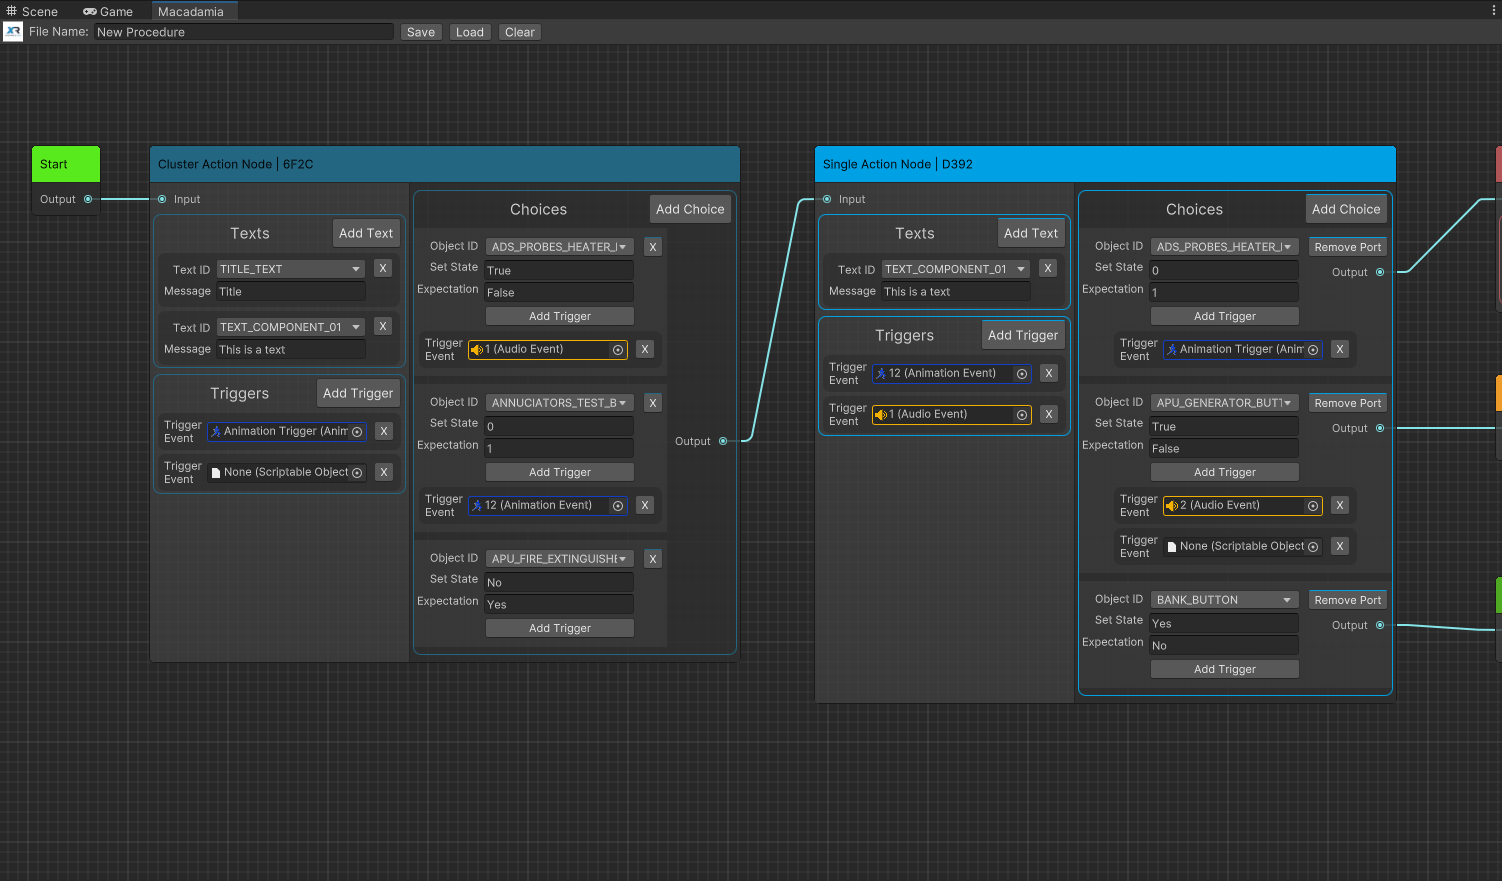 Scene
Game
Macadamia
XR
File Name:
New Procedure
Save
Load
Clear
Start
Output
Cluster Action Node | 6F2C
Input
Texts
Add Text
Text ID
TITLE_TEXT
X
Message
Title
Text ID
TEXT_COMPONENT_01
X
Message
This is a text
Triggers
Add Trigger
Trigger
Event
Animation Trigger (Anim
X
Trigger
Event
None (Scriptable Object
X
Choices
Add Choice
Object ID
ADS_PROBES_HEATER_
X
Set State
True
Expectation
False
Add Trigger
Trigger
Event
1 (Audio Event)
X
Object ID
ANNUCIATORS_TEST_B
X
Set State
0
Expectation
1
Add Trigger
Trigger
Event
12 (Animation Event)
X
Object ID
APU_FIRE_EXTINGUISH
X
Set State
No
Expectation
Yes
Add Trigger
Output
Single Action Node | D392
Input
Texts
Add Text
Text ID
TEXT_COMPONENT_01
X
Message
This is a text
Triggers
Add Trigger
Trigger
Event
12 (Animation Event)
X
Trigger
Event
1 (Audio Event)
X
Choices
Add Choice
Object ID
ADS_PROBES_HEATER_
Remove Port
Set State
0
Output
Expectation
1
Add Trigger
Trigger
Event
Animation Trigger (Anim
X
Object ID
APU_GENERATOR_BUT
Remove Port
Set State
True
Output
Expectation
False
Add Trigger
Trigger
Event
2 (Audio Event)
X
Trigger
Event
None (Scriptable Object
X
Object ID
BANK_BUTTON
Remove Port
Set State
Yes
Output
Expectation
No
Add Trigger